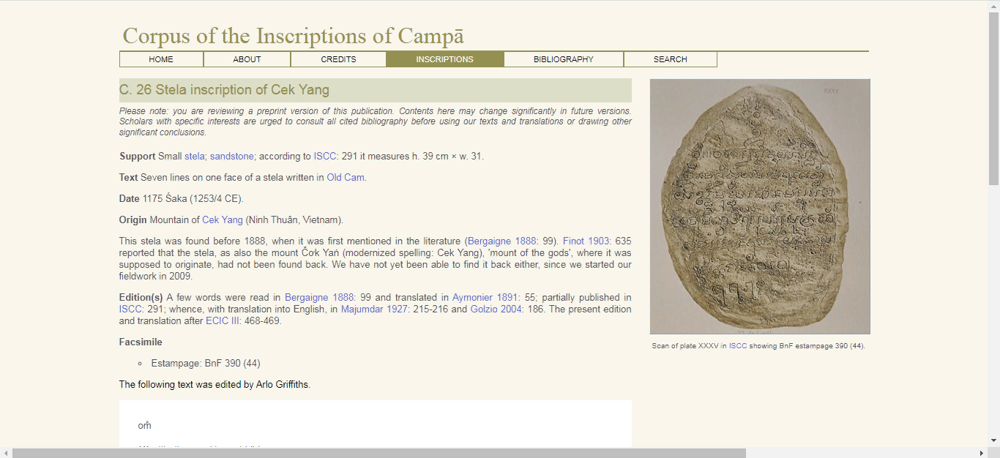 Corpus of the Inscriptions of Campā
HOME ABOUT CREDITS INSCRIPTIONS BIBLIOGRAPHY SEARCH
C. 26 Stela inscription of Cek Yang
Please note: you are reviewing a preprint version of this publication. Contents here may change significantly in future versions.
Scholars with specific interests are urged to consult all cited bibliography before using our texts and translations or drawing other
significant conclusions.
Support Small stela; sandstone; according to ISCC: 291 it measures h. 39 cm × w. 31.
Text Seven lines on one face of a stela written in Old Cam.
Date 1175 Śaka (1253/4 CE).
Origin Mountain of Cek Yang (Ninh Thuận, Vietnam).
This stela was found before 1888, when it was first mentioned in the literature (Bergaigne 1888: 99). Finot 1903: 635
reported that the stela, as also the mount Čok Yaṅ (modernized spelling: Cek Yang), 'mount of the gods', where it was
supposed to originate, had not been found back. We have not yet been able to find it back either, since we started our
fieldwork in 2009.
Edition(s) A few words were read in Bergaigne 1888: 99 and translated in Aymonier 1891: 55; partially published in
ISCC: 291; whence, with translation into English, in Majumdar 1927: 215-216 and Golzio 2004: 186. The present edition
and translation after ECIC III: 468-469.
Facsimile
Estampage: BnF 390 (44)
The following text was edited by Arlo Griffiths.
oṁ
XXXV
Scan of plate XXXV in ISCC showing BnF estampage 390 (44).